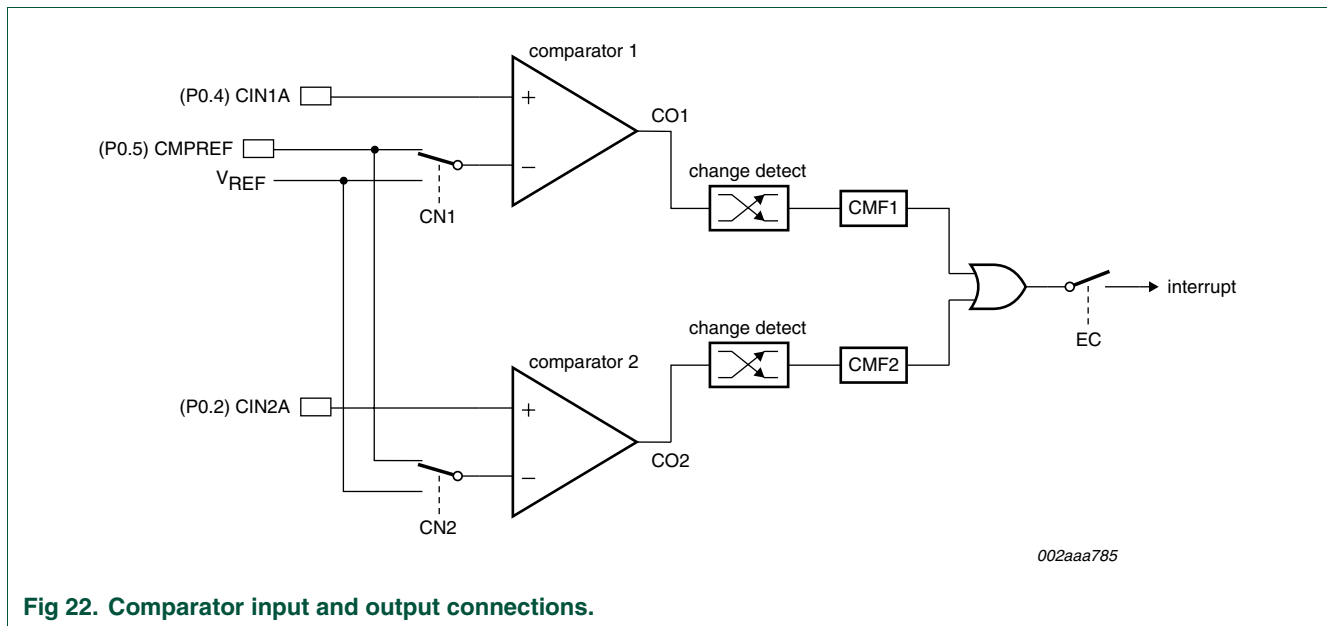 comparator 1
(P0.4) CIN1A
+
CO1
(P0.5) CMPREF
VREF
−
CN1
change detect
CMF1
interrupt
EC
change detect
comparator 2
CMF2
(P0.2) CIN2A
+
CO2
−
CN2
002aaa785
Fig 22. Comparator input and output connections.